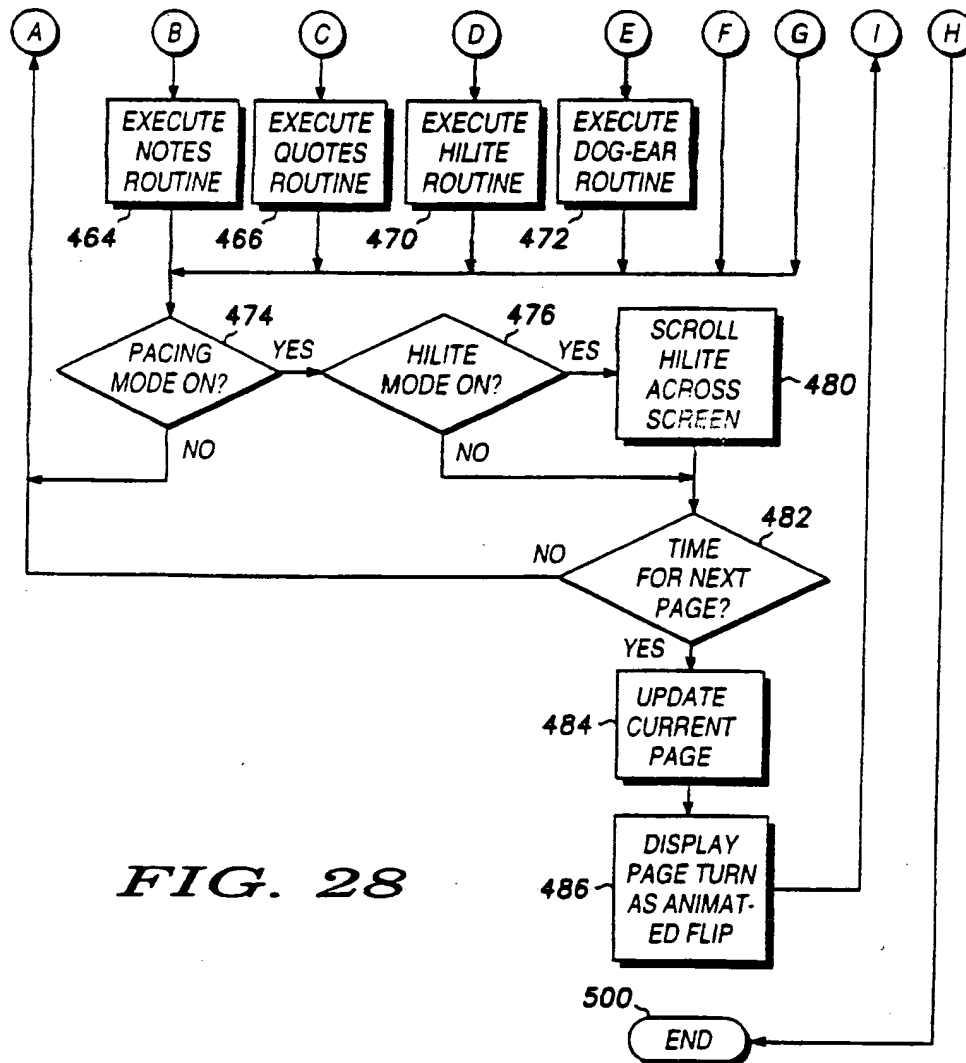 A B C D E F G I H
EXECUTE
NOTES
ROUTINE
464
EXECUTE
QUOTES
ROUTINE
466
EXECUTE
HILITE
ROUTINE
470
EXECUTE
DOG-EAR
ROUTINE
472
474
PACING
MODE ON?
YES
NO
476
HILITE
MODE ON?
YES
NO
SCROLL
HILITE
ACROSS
SCREEN
480
482
TIME
FOR NEXT
PAGE?
NO
YES
UPDATE
CURRENT
PAGE
484
DISPLAY
PAGE TURN
AS ANIMAT-
ED FLIP
486
FIG. 28
500
END